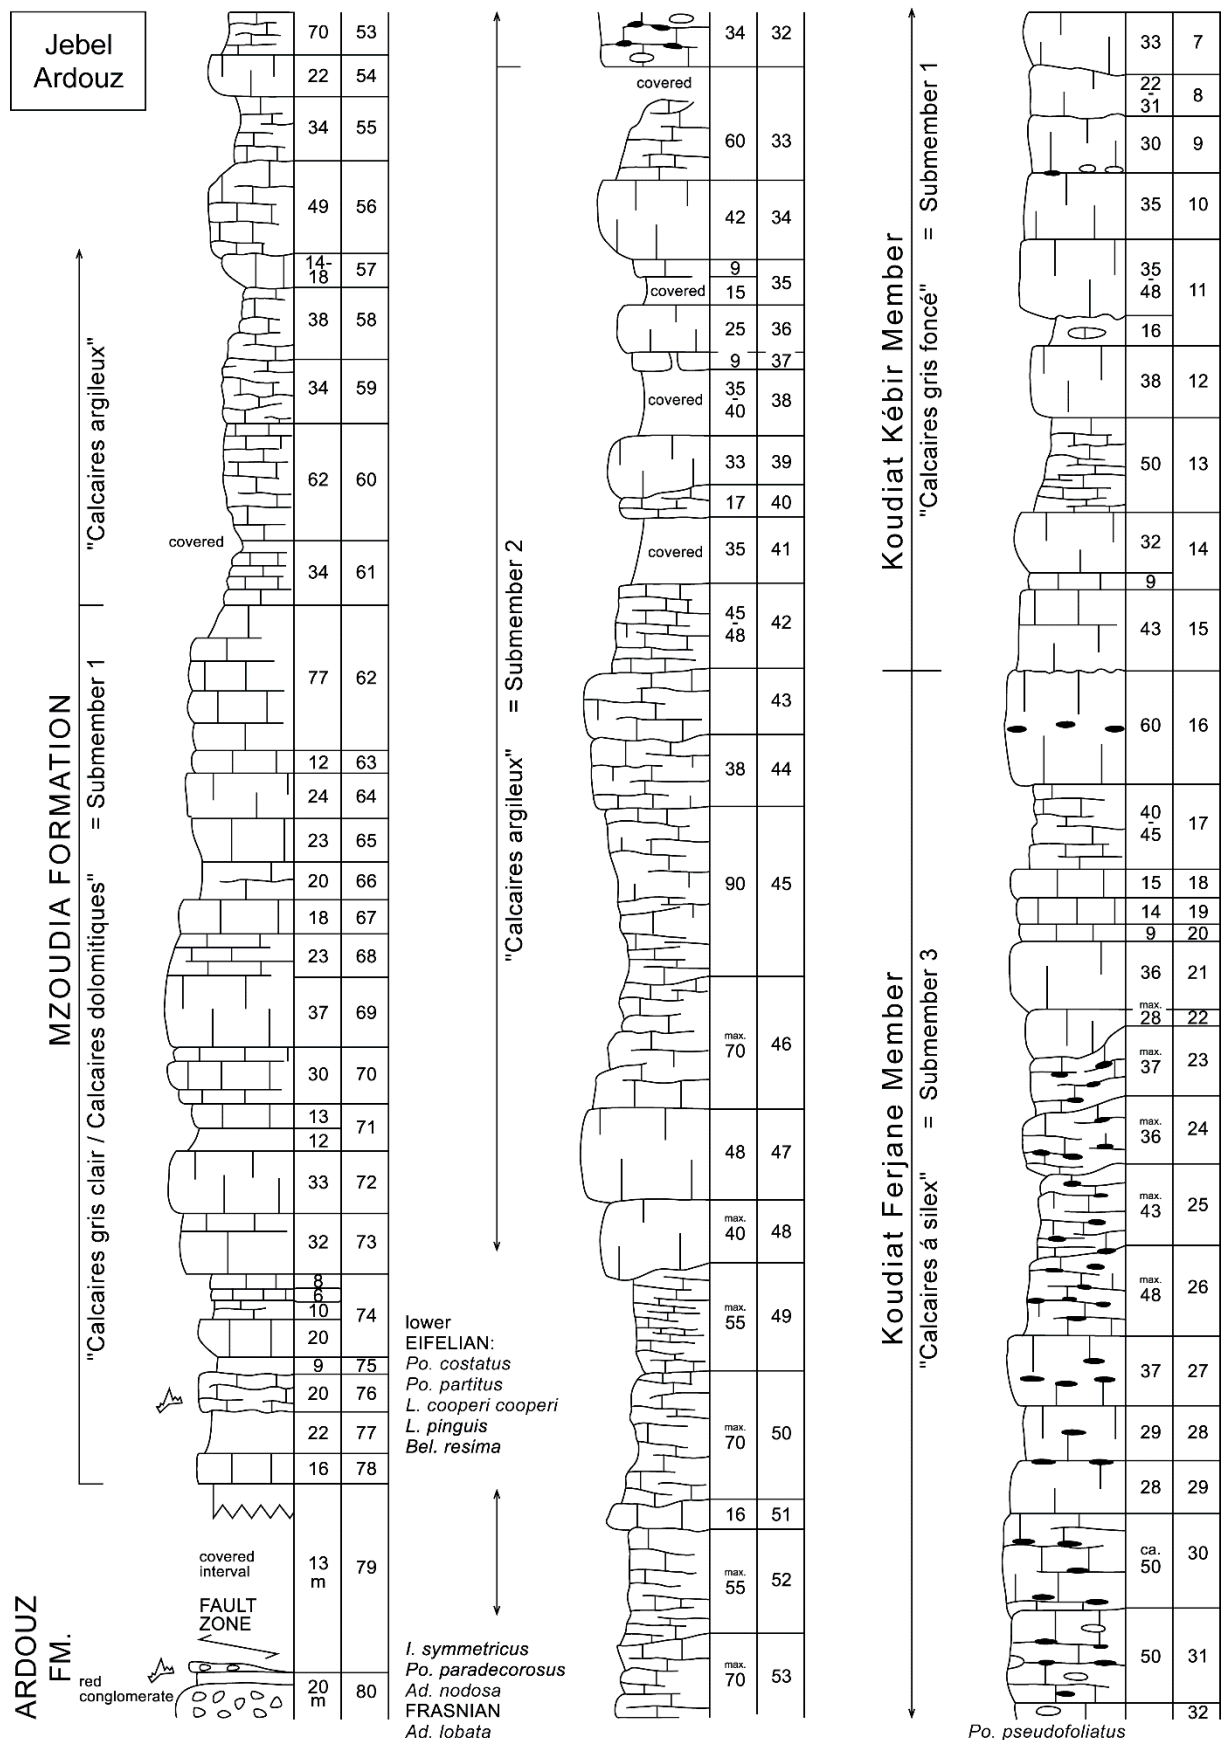 Jebel
Ardouz
70 53
22 54
34 55
49 56
14-
18 57
38 58
34 59
62 60
covered
34 61
77 62
12 63
24 64
23 65
20 66
18 67
23 68
37 69
30 70
13
12 71
33 72
32 73
8
6
10
20 74
9 75
20 76
22 77
16 78
covered
interval
13
m 79
FAULT
ZONE
red
conglomerate
20
m 80
"Calcaires argileux"
MZOUDIA FORMATION
"Calcaires gris clair / Calcaires dolomitiques" = Submember 1
ARDOUZ
FM.
34 32
covered
60 33
42 34
9
covered 15 35
25 36
9 37
covered
35
-
40 38
33 39
17 40
covered 35 41
45
-
48 42
43
38 44
90 45
max.
70 46
48 47
max.
40 48
max.
55 49
max.
70 50
16 51
max.
55 52
max.
70 53
"Calcaires argileux" = Submember 2
lower
EIFELIAN:
Po. costatus
Po. partitus
L. cooperi cooperi
L. pinguis
Bel. resima
I. symmetricus
Po. paradecorosus
Ad. nodosa
FRASNIAN
Ad. lobata
33 7
22
-
31 8
30 9
35 10
35
-
48 11
16
38 12
50 13
32 14
9
43 15
60 16
40
-
45 17
15 18
14 19
9 20
36 21
max.
28 22
max.
37 23
max.
36 24
max.
43 25
max.
48 26
37 27
29 28
28 29
ca.
50 30
50 31
32
Koudiat Kébir Member
"Calcaires gris foncé" = Submember 1
Koudiat Ferjane Member
"Calcaires á silex" = Submember 3
Po. pseudofoliatus